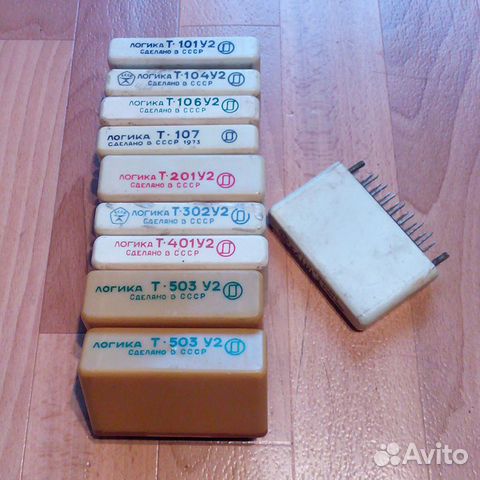 ЛОГИКА Т·101У2
СДЕЛАНО В СССР
ЛОГИКА Т·104У2
СДЕЛАНО В СССР
ЛОГИКА Т·106У2
СДЕЛАНО В СССР
ЛОГИКА Т·107
СДЕЛАНО В СССР 1973
ЛОГИКА Т·201У2
СДЕЛАНО В СССР
ЛОГИКА Т·302У2
СДЕЛАНО В СССР
ЛОГИКА Т·401У2
СДЕЛАНО В СССР
ЛОГИКА Т·503 У2
СДЕЛАНО В СССР
ЛОГИКА Т·503 У2
СДЕЛАНО В СССР
Avito